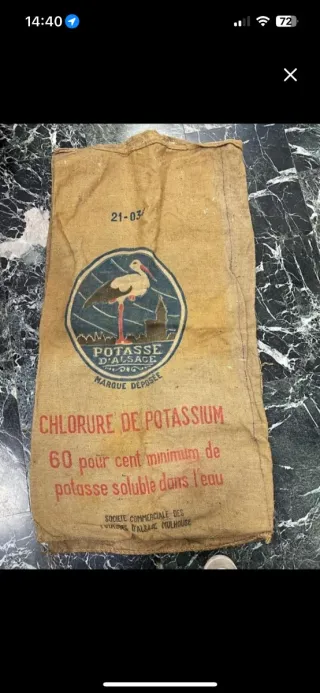 14:40
72
21-03
POTASSE
D'ALSACE
MARQUE DÉPOSÉE
CHLORURE DE POTASSIUM
60 pour cent minimum de
potasse soluble dans l'eau
SOCIÉTÉ COMMERCIALE DES
D'ALSACE MULHOUSE